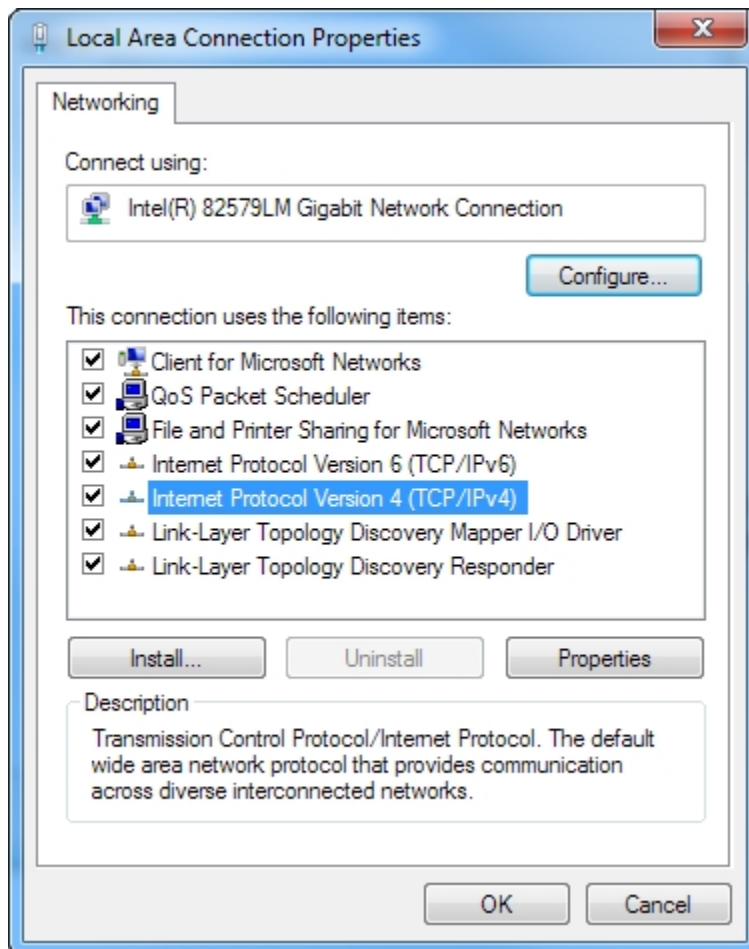 Local Area Connection Properties
Networking
Connect using:
Intel(R) 82579LM Gigabit Network Connection
Configure...
This connection uses the following items:
Client for Microsoft Networks
QoS Packet Scheduler
File and Printer Sharing for Microsoft Networks
Internet Protocol Version 6 (TCP/IPv6)
Internet Protocol Version 4 (TCP/IPv4)
Link-Layer Topology Discovery Mapper I/O Driver
Link-Layer Topology Discovery Responder
Install... Uninstall Properties
Description
Transmission Control Protocol/Internet Protocol. The default
wide area network protocol that provides communication
across diverse interconnected networks.
OK Cancel